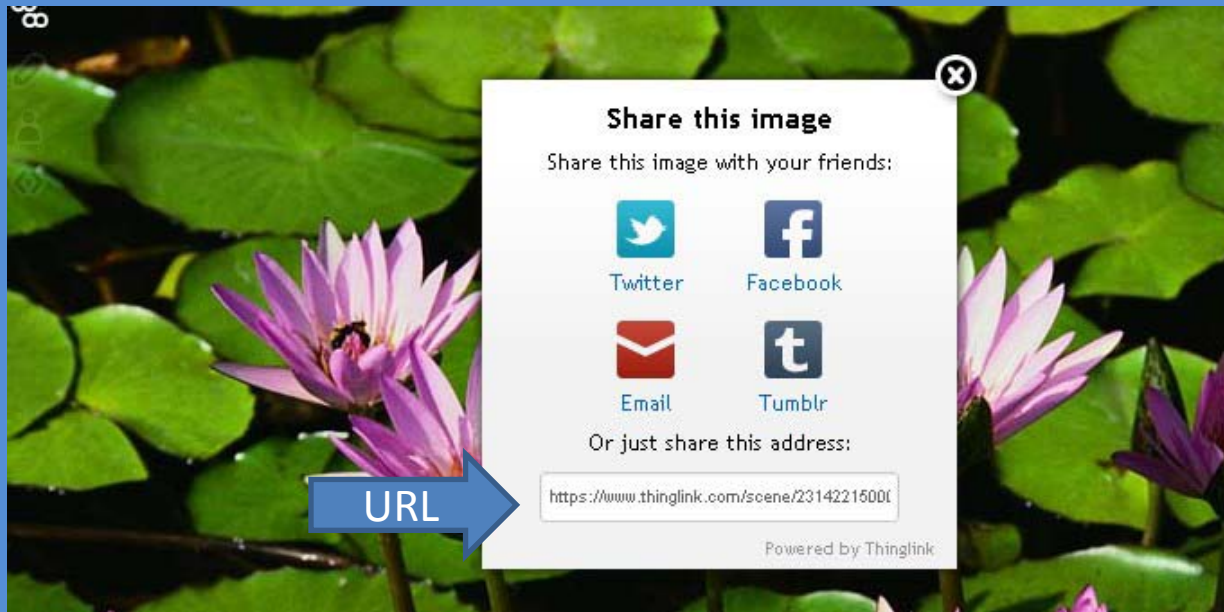 Share this image
Share this image with your friends:
Twitter Facebook
Email Tumblr
Or just share this address:
URL
https://www.thinglink.com/scene/23142215000
Powered by Thinglink